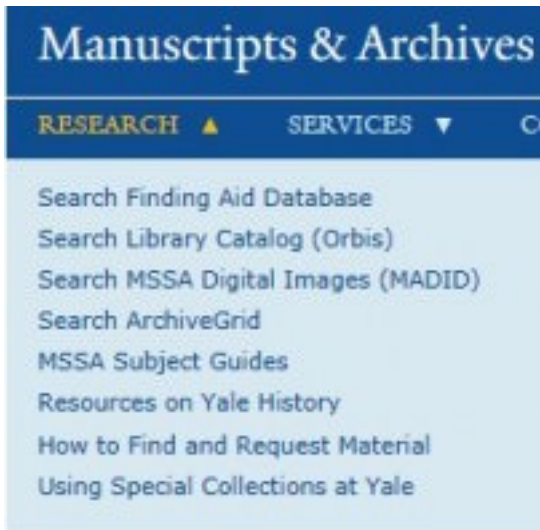 Manuscripts & Archives
RESEARCH ▲ SERVICES ▼
Search Finding Aid Database
Search Library Catalog (Orbis)
Search MSSA Digital Images (MADID)
Search ArchiveGrid
MSSA Subject Guides
Resources on Yale History
How to Find and Request Material
Using Special Collections at Yale